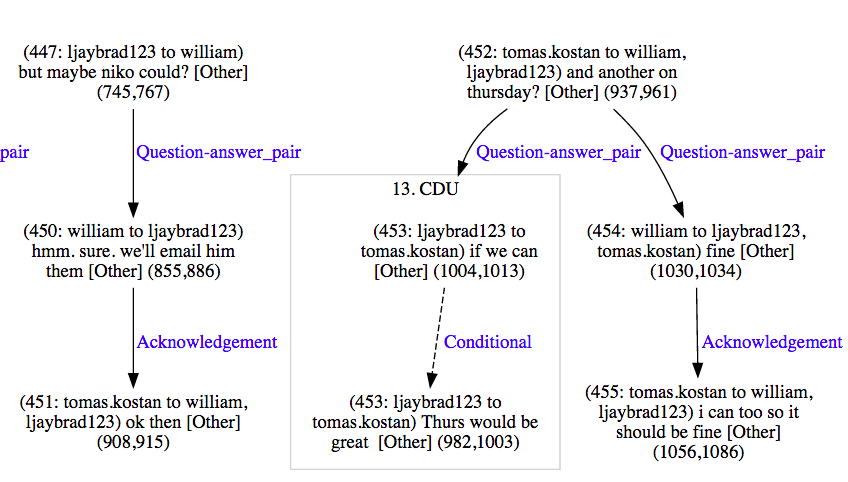 (447: ljaybrad123 to william)
but maybe niko could? [Other]
(745,767)
(452: tomas.kostan to william,
ljaybrad123) and another on
thursday? [Other] (937,961)
pair
Question-answer_pair
Question-answer_pair
Question-answer_pair
13. CDU
(450: william to ljaybrad123)
hmm. sure. we'll email him
them [Other] (855,886)
(453: ljaybrad123 to
tomas.kostan) if we can
[Other] (1004,1013)
(454: william to ljaybrad123,
tomas.kostan) fine [Other]
(1030,1034)
Acknowledgement
Conditional
Acknowledgement
(451: tomas.kostan to william,
ljaybrad123) ok then [Other]
(908,915)
(453: ljaybrad123 to
tomas.kostan) Thurs would be
great [Other] (982,1003)
(455: tomas.kostan to william,
ljaybrad123) i can too so it
should be fine [Other]
(1056,1086)